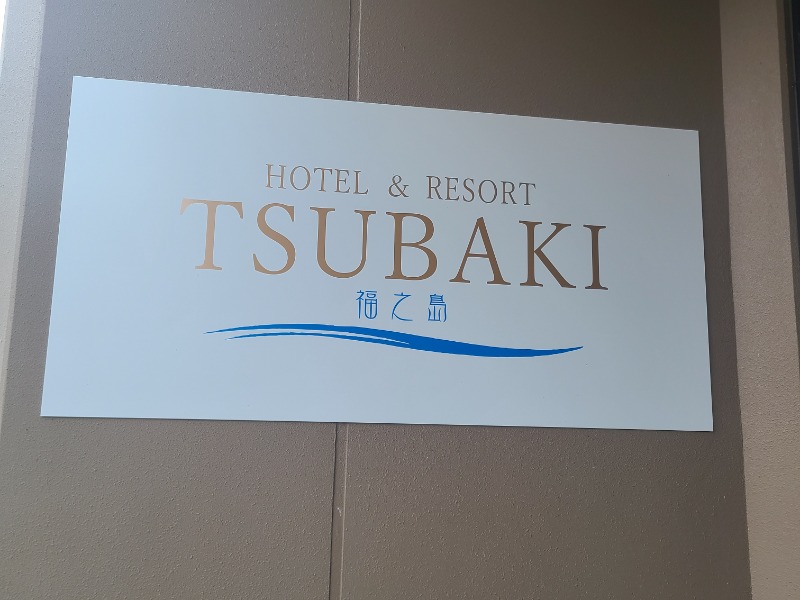 HOTEL & RESORT
TSUBAKI
福之島